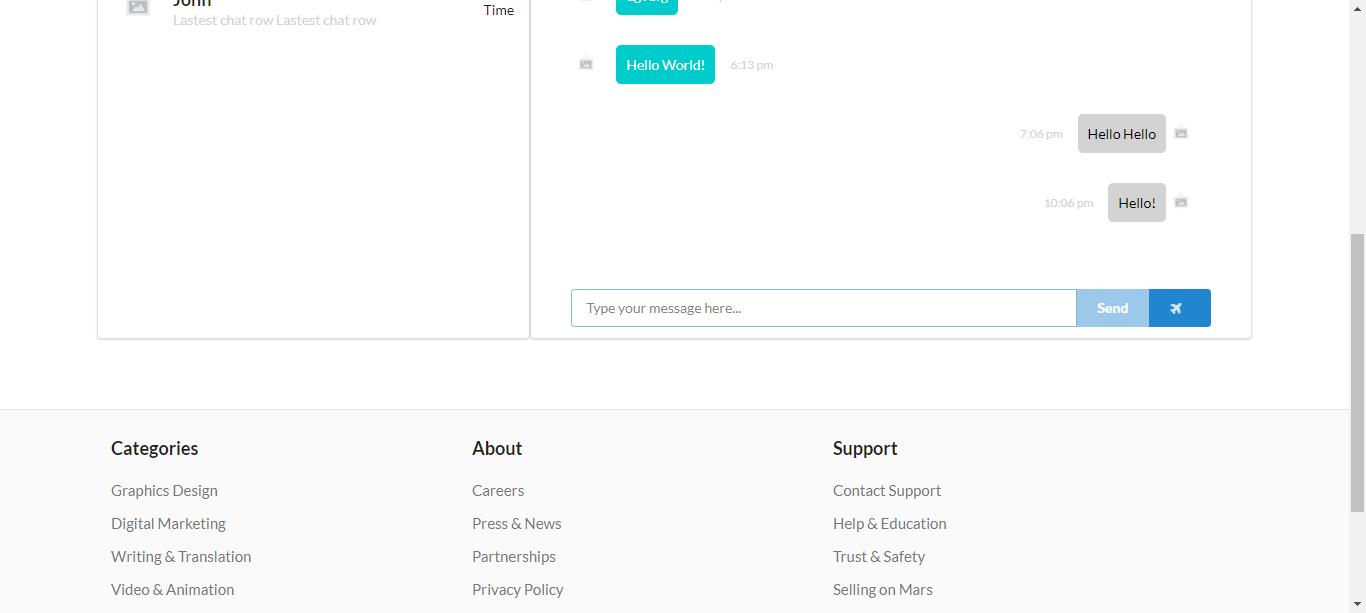 John
Lastest chat row Lastest chat row
Time
Hello World!
6:13 pm
7:06 pm
Hello Hello
10:06 pm
Hello!
Type your message here...
Send
Categories
Graphics Design
Digital Marketing
Writing & Translation
Video & Animation
About
Careers
Press & News
Partnerships
Privacy Policy
Support
Contact Support
Help & Education
Trust & Safety
Selling on Mars